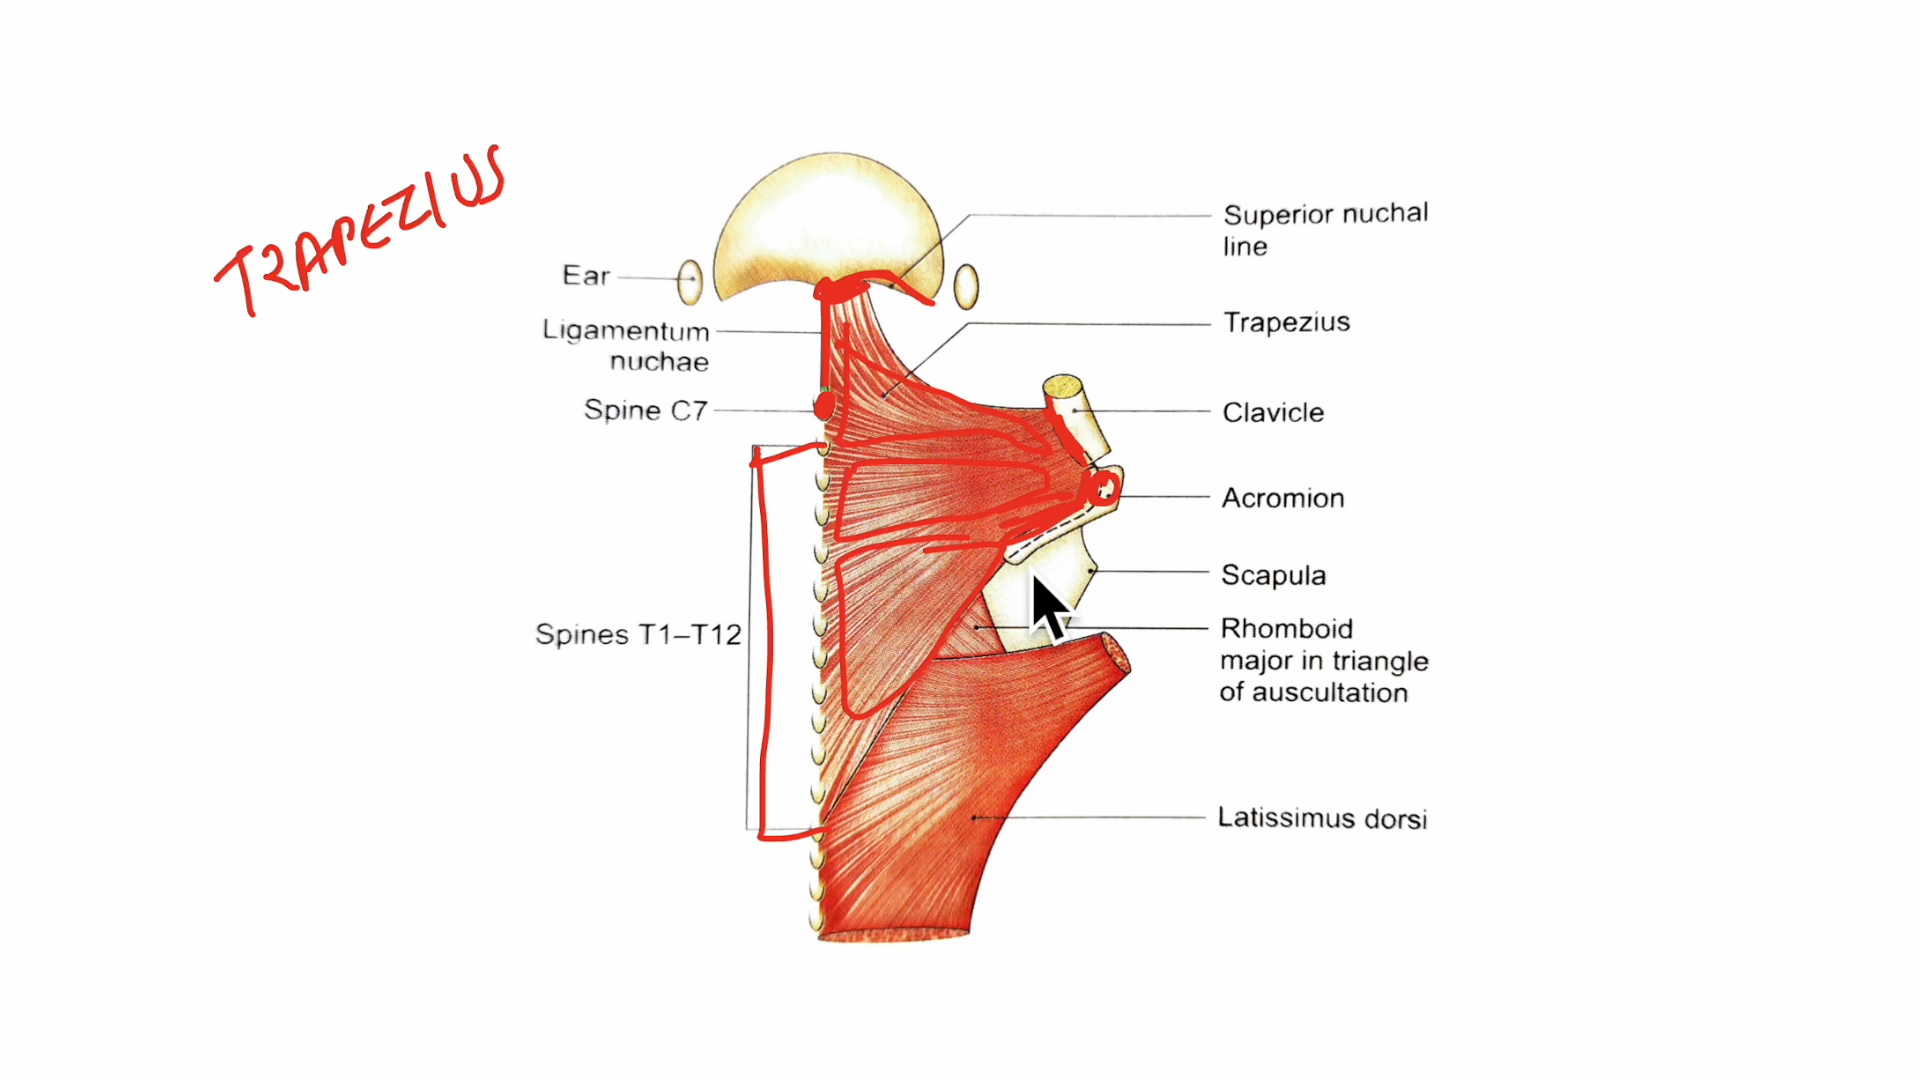 TRAPEZIUS
Superior nuchal
line
Ear
Trapezius
Ligamentum
nuchae
Spine C7
Clavicle
Acromion
Scapula
Spines T1–T12
Rhomboid
major in triangle
of auscultation
Latissimus dorsi